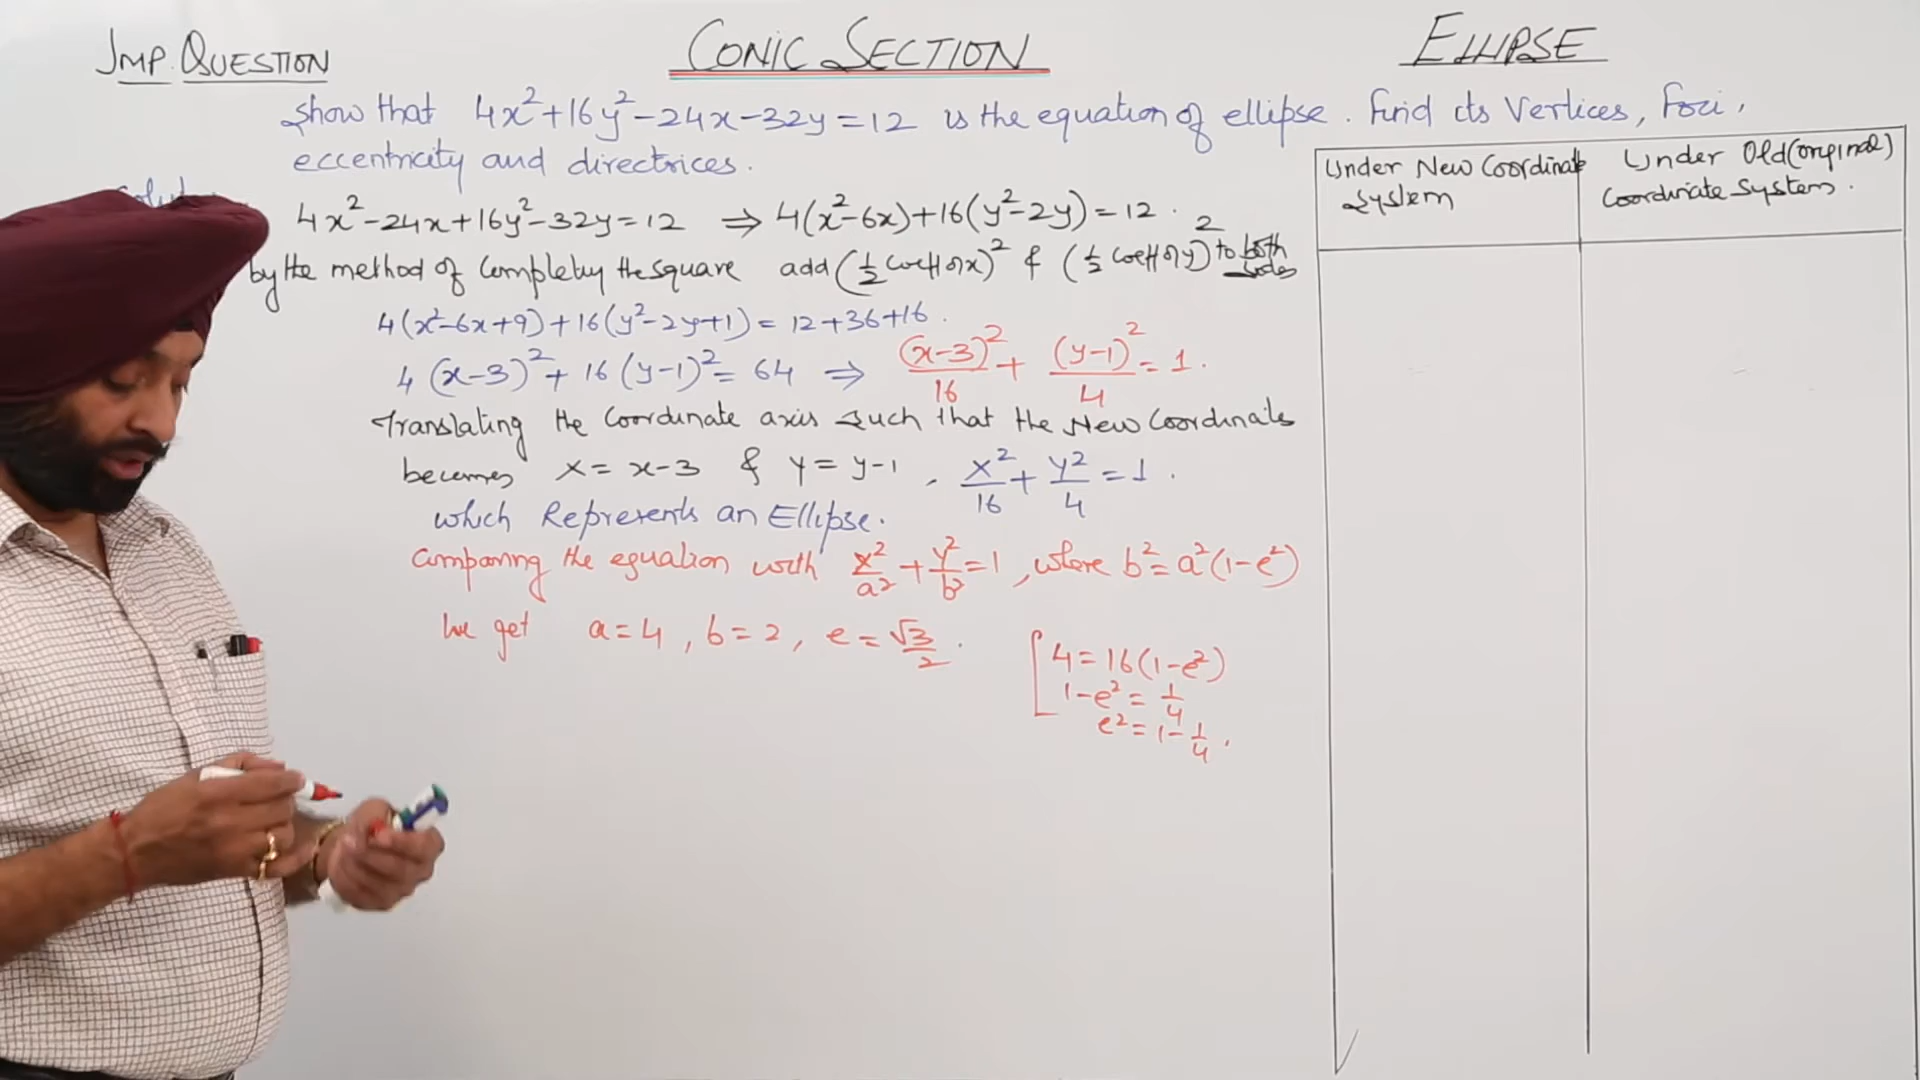 Imp. Question
Conic Section
Ellipse
Show that 4x²+16y²-24x-32y=12 is the equation of ellipse. Find its Vertices, Foci,
eccentricity and directrices.
4x²-24x+16y²-32y=12 ⇒ 4(x²-6x)+16(y²-2y)=12.
by the method of Completing the square add (1/2 Coeff of x)² & (1/2 Coeff of y)² to both sides
4(x²-6x+9)+16(y²-2y+1)=12+36+16.
4(x-3)²+16(y-1)²=64 ⇒ (x-3)²/16+(y-1)²/4=1.
Translating the Coordinate axis such that the New Coordinates
becomes X=x-3 & Y=y-1, X²/16+Y²/4=1.
which Represents an Ellipse.
Comparing the equation with X²/a²+Y²/b²=1, where b²=a²(1-e²)
We get a=4, b=2, e=√3/2.
4=16(1-e²)
1-e²=1/4
e²=1-1/4.
Under New Coordinate
System
Under Old (original)
Coordinate System.